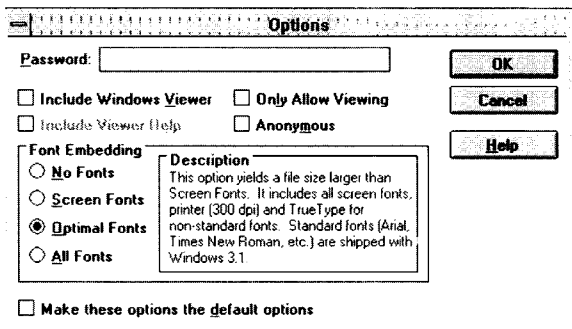 Options
Password:
OK
Include Windows Viewer
Only Allow Viewing
Cancel
Include Viewer Help
Anonymous
Help
Font Embedding
No Fonts
Screen Fonts
Optimal Fonts
All Fonts
Description
This option yields a file size larger than
Screen Fonts. It includes all screen fonts,
printer (300 dpi) and TrueType for
non-standard fonts. Standard fonts (Arial,
Times New Roman, etc.) are shipped with
Windows 3.1
Make these options the default options